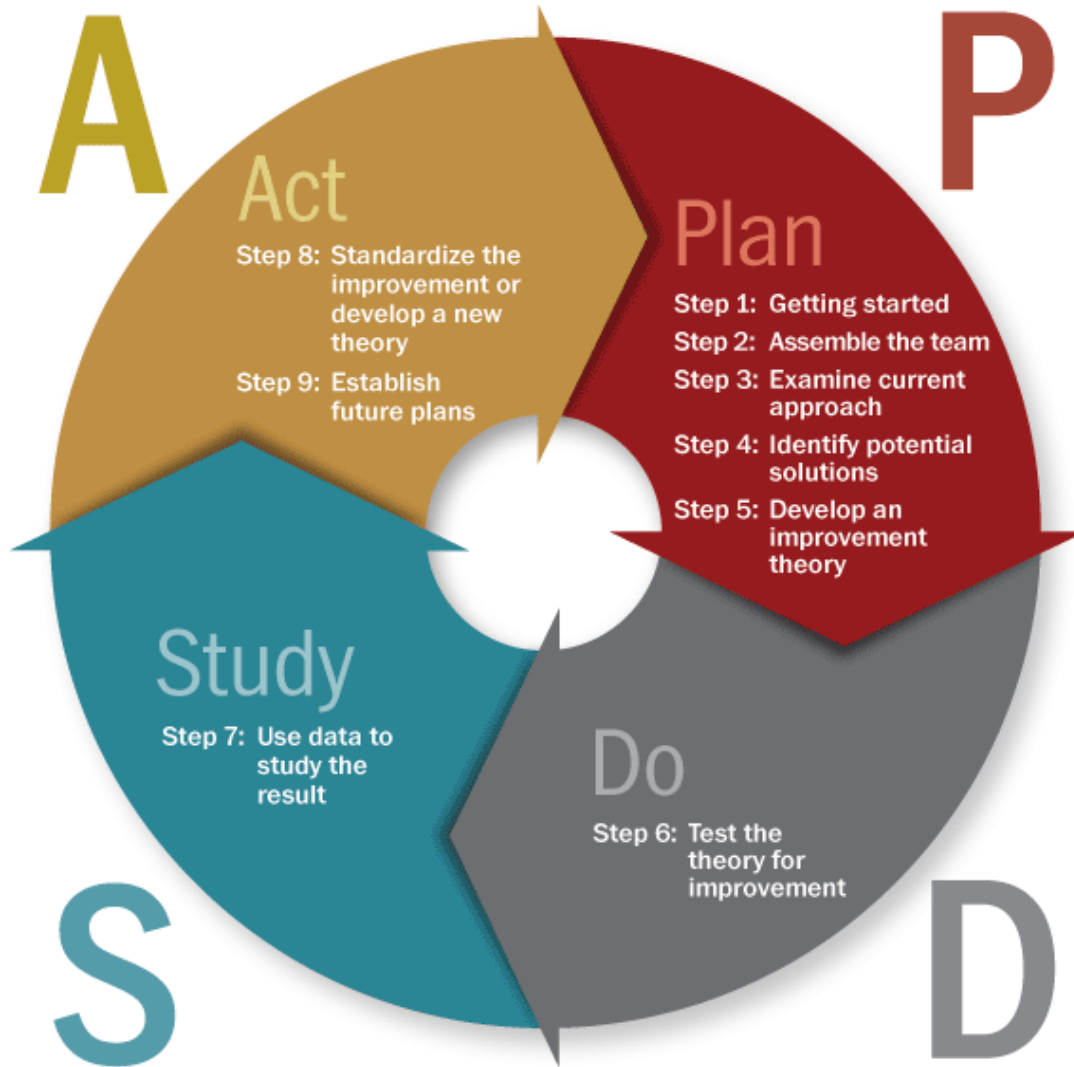 A
P
Act
Step 8: Standardize the
improvement or
develop a new
theory
Step 9: Establish
future plans
Plan
Step 1: Getting started
Step 2: Assemble the team
Step 3: Examine current
approach
Step 4: Identify potential
solutions
Step 5: Develop an
improvement
theory
Study
Step 7: Use data to
study the
result
Do
Step 6: Test the
theory for
improvement
S
D